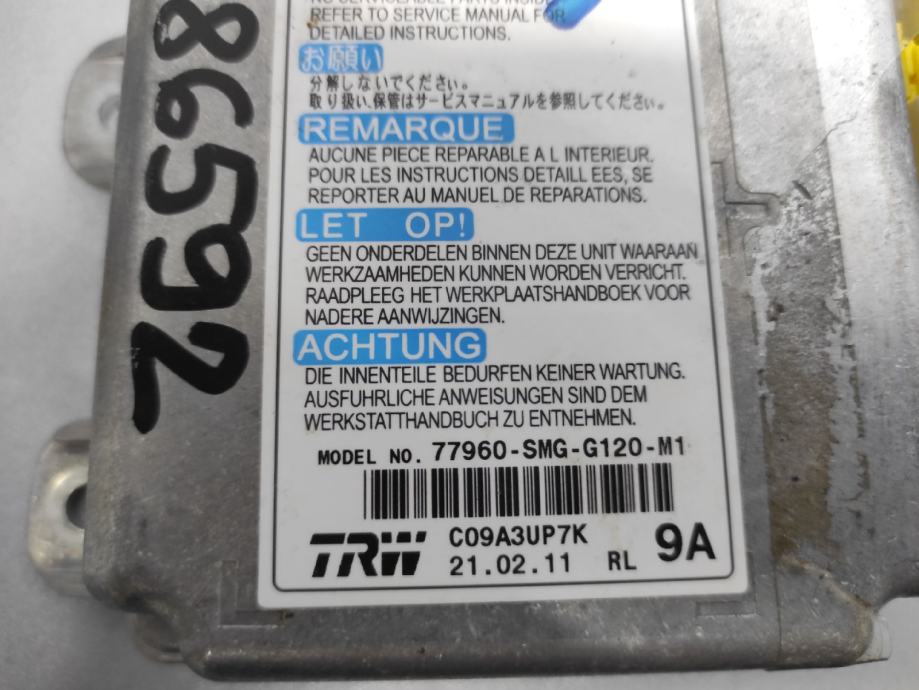 NO SERVICEABLE PARTS INSIDE.
REFER TO SERVICE MANUAL FOR
DETAILED INSTRUCTIONS.
お願い
分解しないでください。
取り扱い、保管はサービスマニュアルを参照してください。
REMARQUE
AUCUNE PIECE REPARABLE A L INTERIEUR.
POUR LES INSTRUCTIONS DETAILL EES, SE
REPORTER AU MANUEL DE REPARATIONS.
LET OP!
GEEN ONDERDELEN BINNEN DEZE UNIT WAARAAN
WERKZAAMHEDEN KUNNEN WORDEN VERRICHT.
RAADPLEEG HET WERKPLAATSHANDBOEK VOOR
NADERE AANWIJZINGEN.
ACHTUNG
DIE INNENTEILE BEDURFEN KEINER WARTUNG.
AUSFUHRLICHE ANWEISUNGEN SIND DEM
WERKSTATTHANDBUCH ZU ENTNEHMEN.
MODEL NO. 77960-SMG-G120-M1
TRW C09A3UP7K
21.02.11 RL 9A
86592